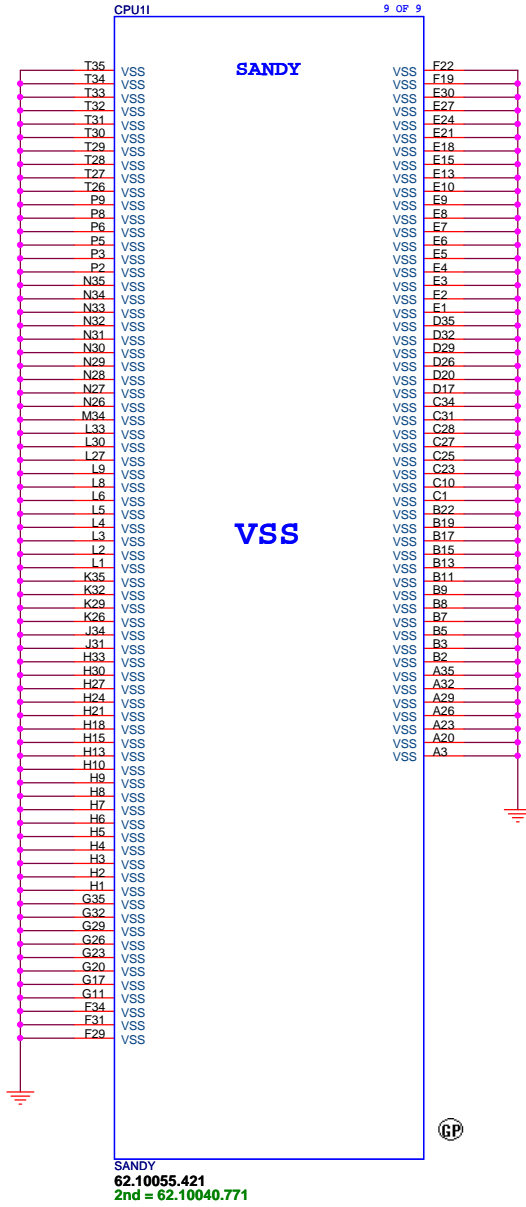 CPU1I 9 OF 9
SANDY
T35 VSS VSS F22
T34 VSS VSS F19
T33 VSS VSS E30
T32 VSS VSS E27
T31 VSS VSS E24
T30 VSS VSS E21
T29 VSS VSS E18
T28 VSS VSS E15
T27 VSS VSS E13
T26 VSS VSS E10
P9 VSS VSS E9
P8 VSS VSS E8
P6 VSS VSS E7
P5 VSS VSS E6
P3 VSS VSS E5
P2 VSS VSS E4
N35 VSS VSS E3
N34 VSS VSS E2
N33 VSS VSS E1
N32 VSS VSS D35
N31 VSS VSS D32
N30 VSS VSS D29
N29 VSS VSS D26
N28 VSS VSS D20
N27 VSS VSS D17
N26 VSS VSS C34
M34 VSS VSS C31
L33 VSS VSS C28
L30 VSS VSS C27
L27 VSS VSS C25
L9 VSS VSS C23
L8 VSS VSS C10
L6 VSS VSS C1
L5 VSS VSS B22
L4 VSS VSS B19
VSS
L3 VSS VSS B17
L2 VSS VSS B15
L1 VSS VSS B13
K35 VSS VSS B11
K32 VSS VSS B9
K29 VSS VSS B8
K26 VSS VSS B7
J34 VSS VSS B5
J31 VSS VSS B3
H33 VSS VSS B2
H30 VSS VSS A35
H27 VSS VSS A32
H24 VSS VSS A29
H21 VSS VSS A26
H18 VSS VSS A23
H15 VSS VSS A20
H13 VSS VSS A3
H10 VSS
H9 VSS
H8 VSS
H7 VSS
H6 VSS
H5 VSS
H4 VSS
H3 VSS
H2 VSS
H1 VSS
G35 VSS
G32 VSS
G29 VSS
G26 VSS
G23 VSS
G20 VSS
G17 VSS
G11 VSS
F34 VSS
F31 VSS
F29 VSS
GP
SANDY
62.10055.421
2nd = 62.10040.771